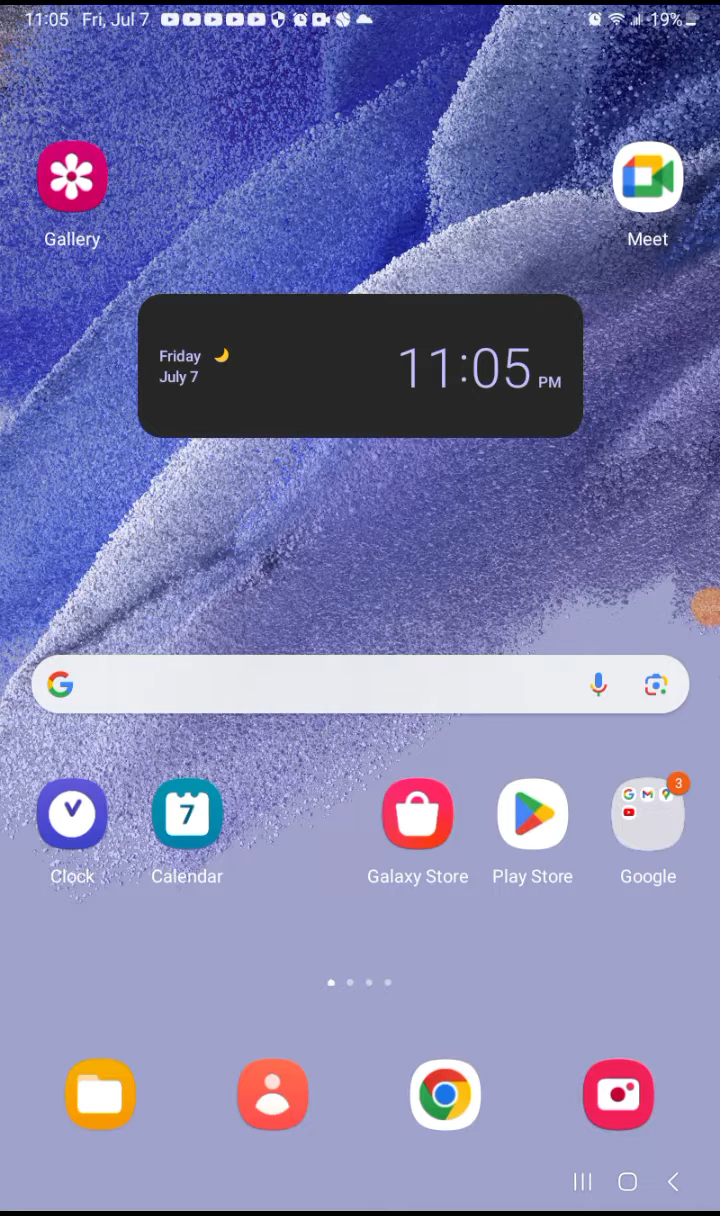 11:05 Fri, Jul 7 19%
Gallery
Meet
Friday
July 7
11:05 PM
G
7
3
Clock
Calendar
Galaxy Store
Play Store
Google